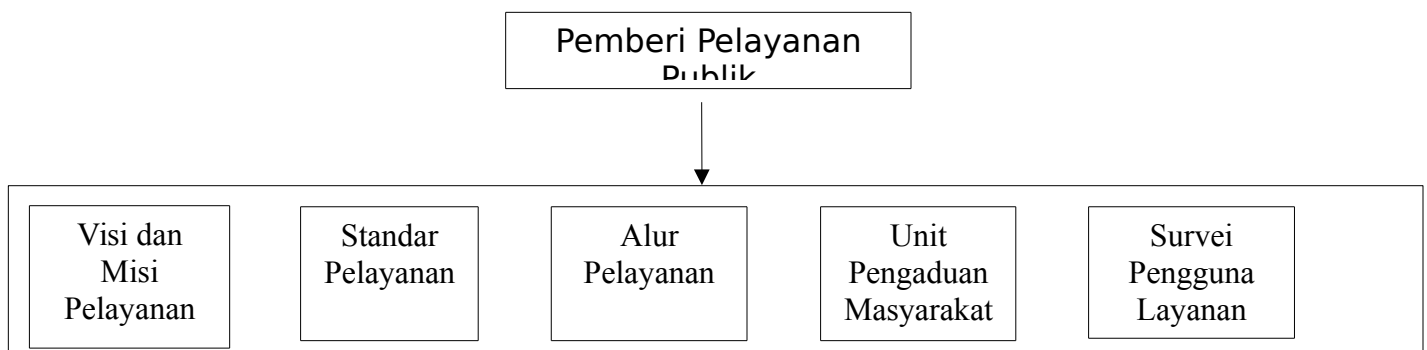 Pemberi Pelayanan
Publik
Visi dan
Misi
Pelayanan
Standar
Pelayanan
Alur
Pelayanan
Unit
Pengaduan
Masyarakat
Survei
Pengguna
Layanan